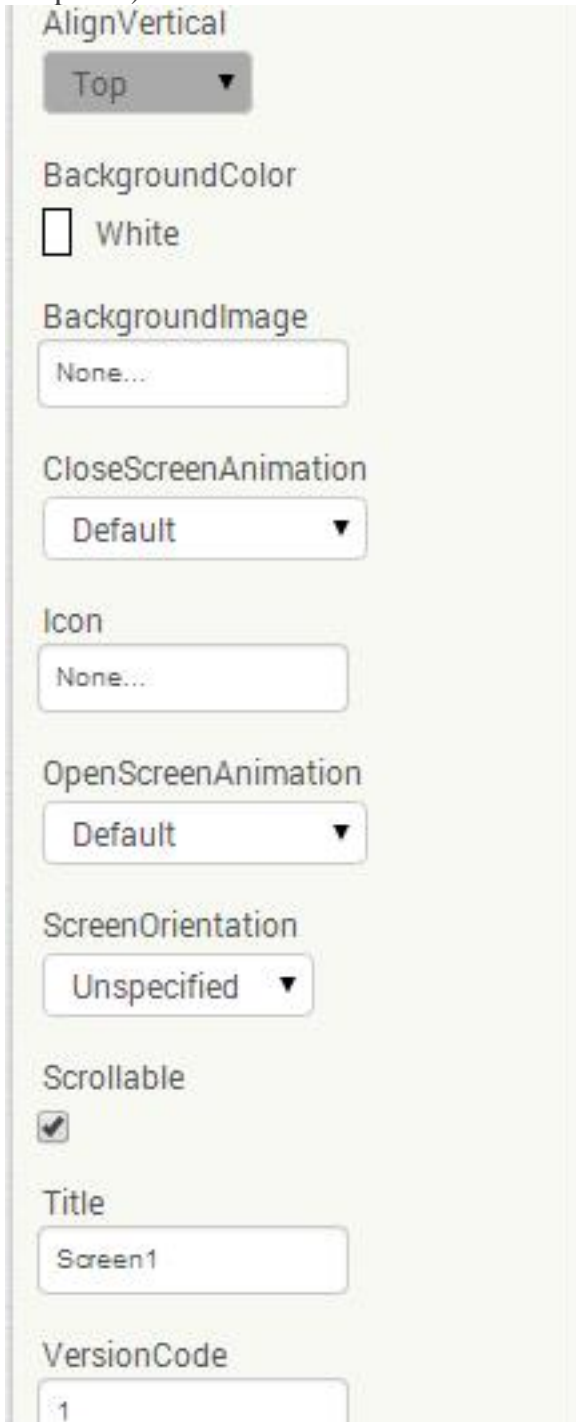 AlignVertical
Top
BackgroundColor
White
BackgroundImage
None...
CloseScreenAnimation
Default
Icon
None...
OpenScreenAnimation
Default
ScreenOrientation
Unspecified
Scrollable
Title
Screen1
VersionCode
1